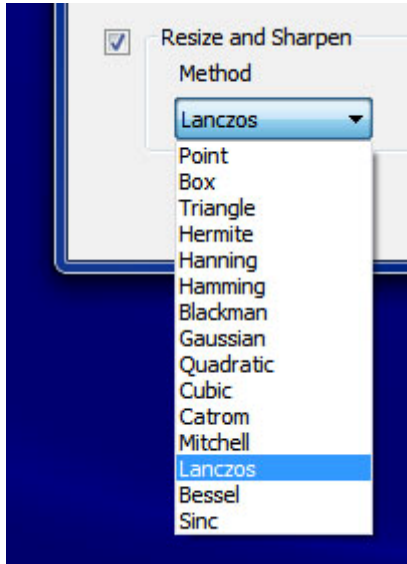 Resize and Sharpen
Method
Lanczos
Point
Box
Triangle
Hermite
Hanning
Hamming
Blackman
Gaussian
Quadratic
Cubic
Catrom
Mitchell
Lanczos
Bessel
Sinc